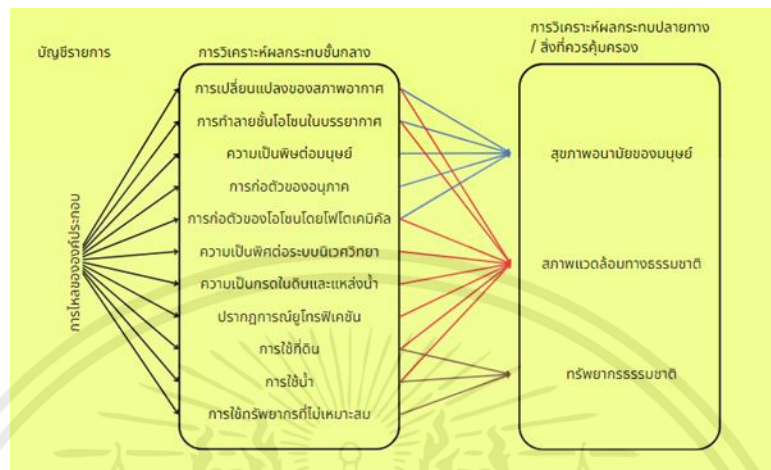 บัญชีรายการ
การวิเคราะห์ผลกระทบขั้นกลาง
การวิเคราะห์ผลกระทบปลายทาง
/ สิ่งที่ควรคุ้มครอง
การไหลขององค์ประกอบ
การเปลี่ยนแปลงของสภาพอากาศ
การทำลายชั้นโอโซนในบรรยากาศ
ความเป็นพิษต่อมนุษย์
การก่อตัวของอนุภาค
การก่อตัวของโอโซนโดยโฟโตเคมิคัล
ความเป็นพิศต่อระบบนิเวศวิทยา
ความเป็นกรดในดินและแหล่งน้ำ
ปรากฏการณ์ยูโทรฟิเคชัน
การใช้ที่ดิน
การใช้น้ำ
การใช้ทรัพยากรที่ไม่เหมาะสม
สุขภาพอนามัยของมนุษย์
สภาพแวดล้อมทางธรรมชาติ
ทรัพยากรธรรมชาติ